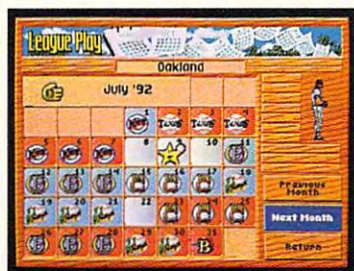 League Play
Oakland
July '92
1 2 3 4
5 6 7 8 10 11
12 13 14 15 16 17 18
19 20 21 22 23 24 25
26 27 28 29 30 31
B
Previous
Month
Next Month
Return